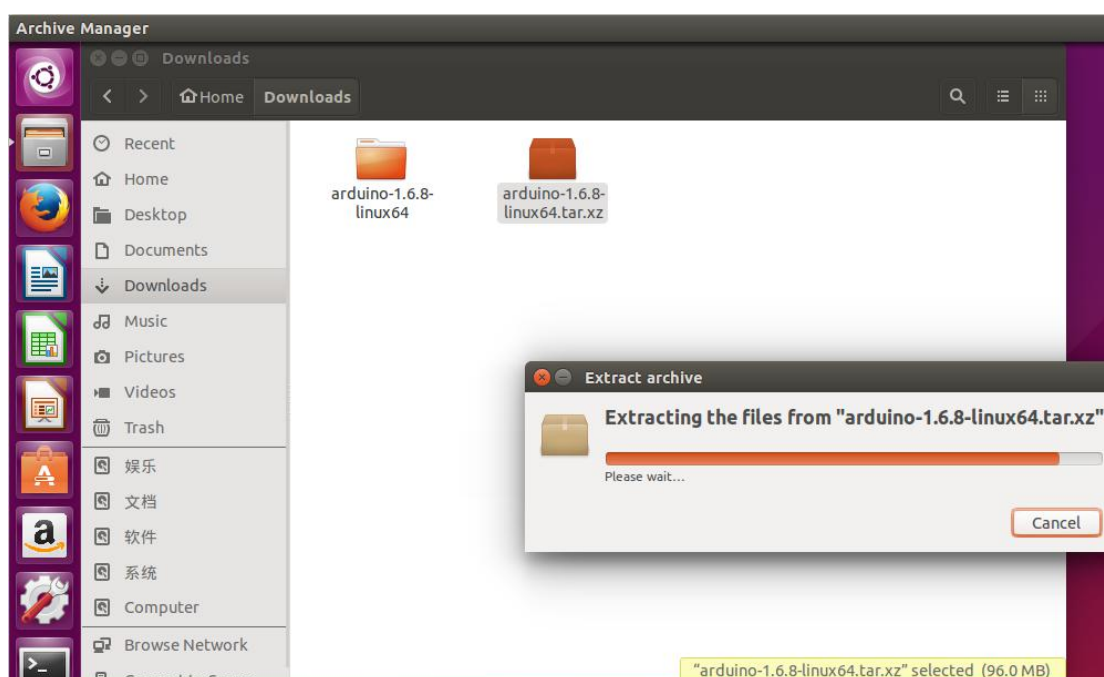 Archive Manager
Downloads
Home Downloads
Recent
Home
Desktop
Documents
Downloads
Music
Pictures
Videos
Trash
娱乐
文档
软件
系统
Computer
Browse Network
arduino-1.6.8-
linux64
arduino-1.6.8-
linux64.tar.xz
Extract archive
Extracting the files from "arduino-1.6.8-linux64.tar.xz"
Please wait...
Cancel
"arduino-1.6.8-linux64.tar.xz" selected (96.0 MB)